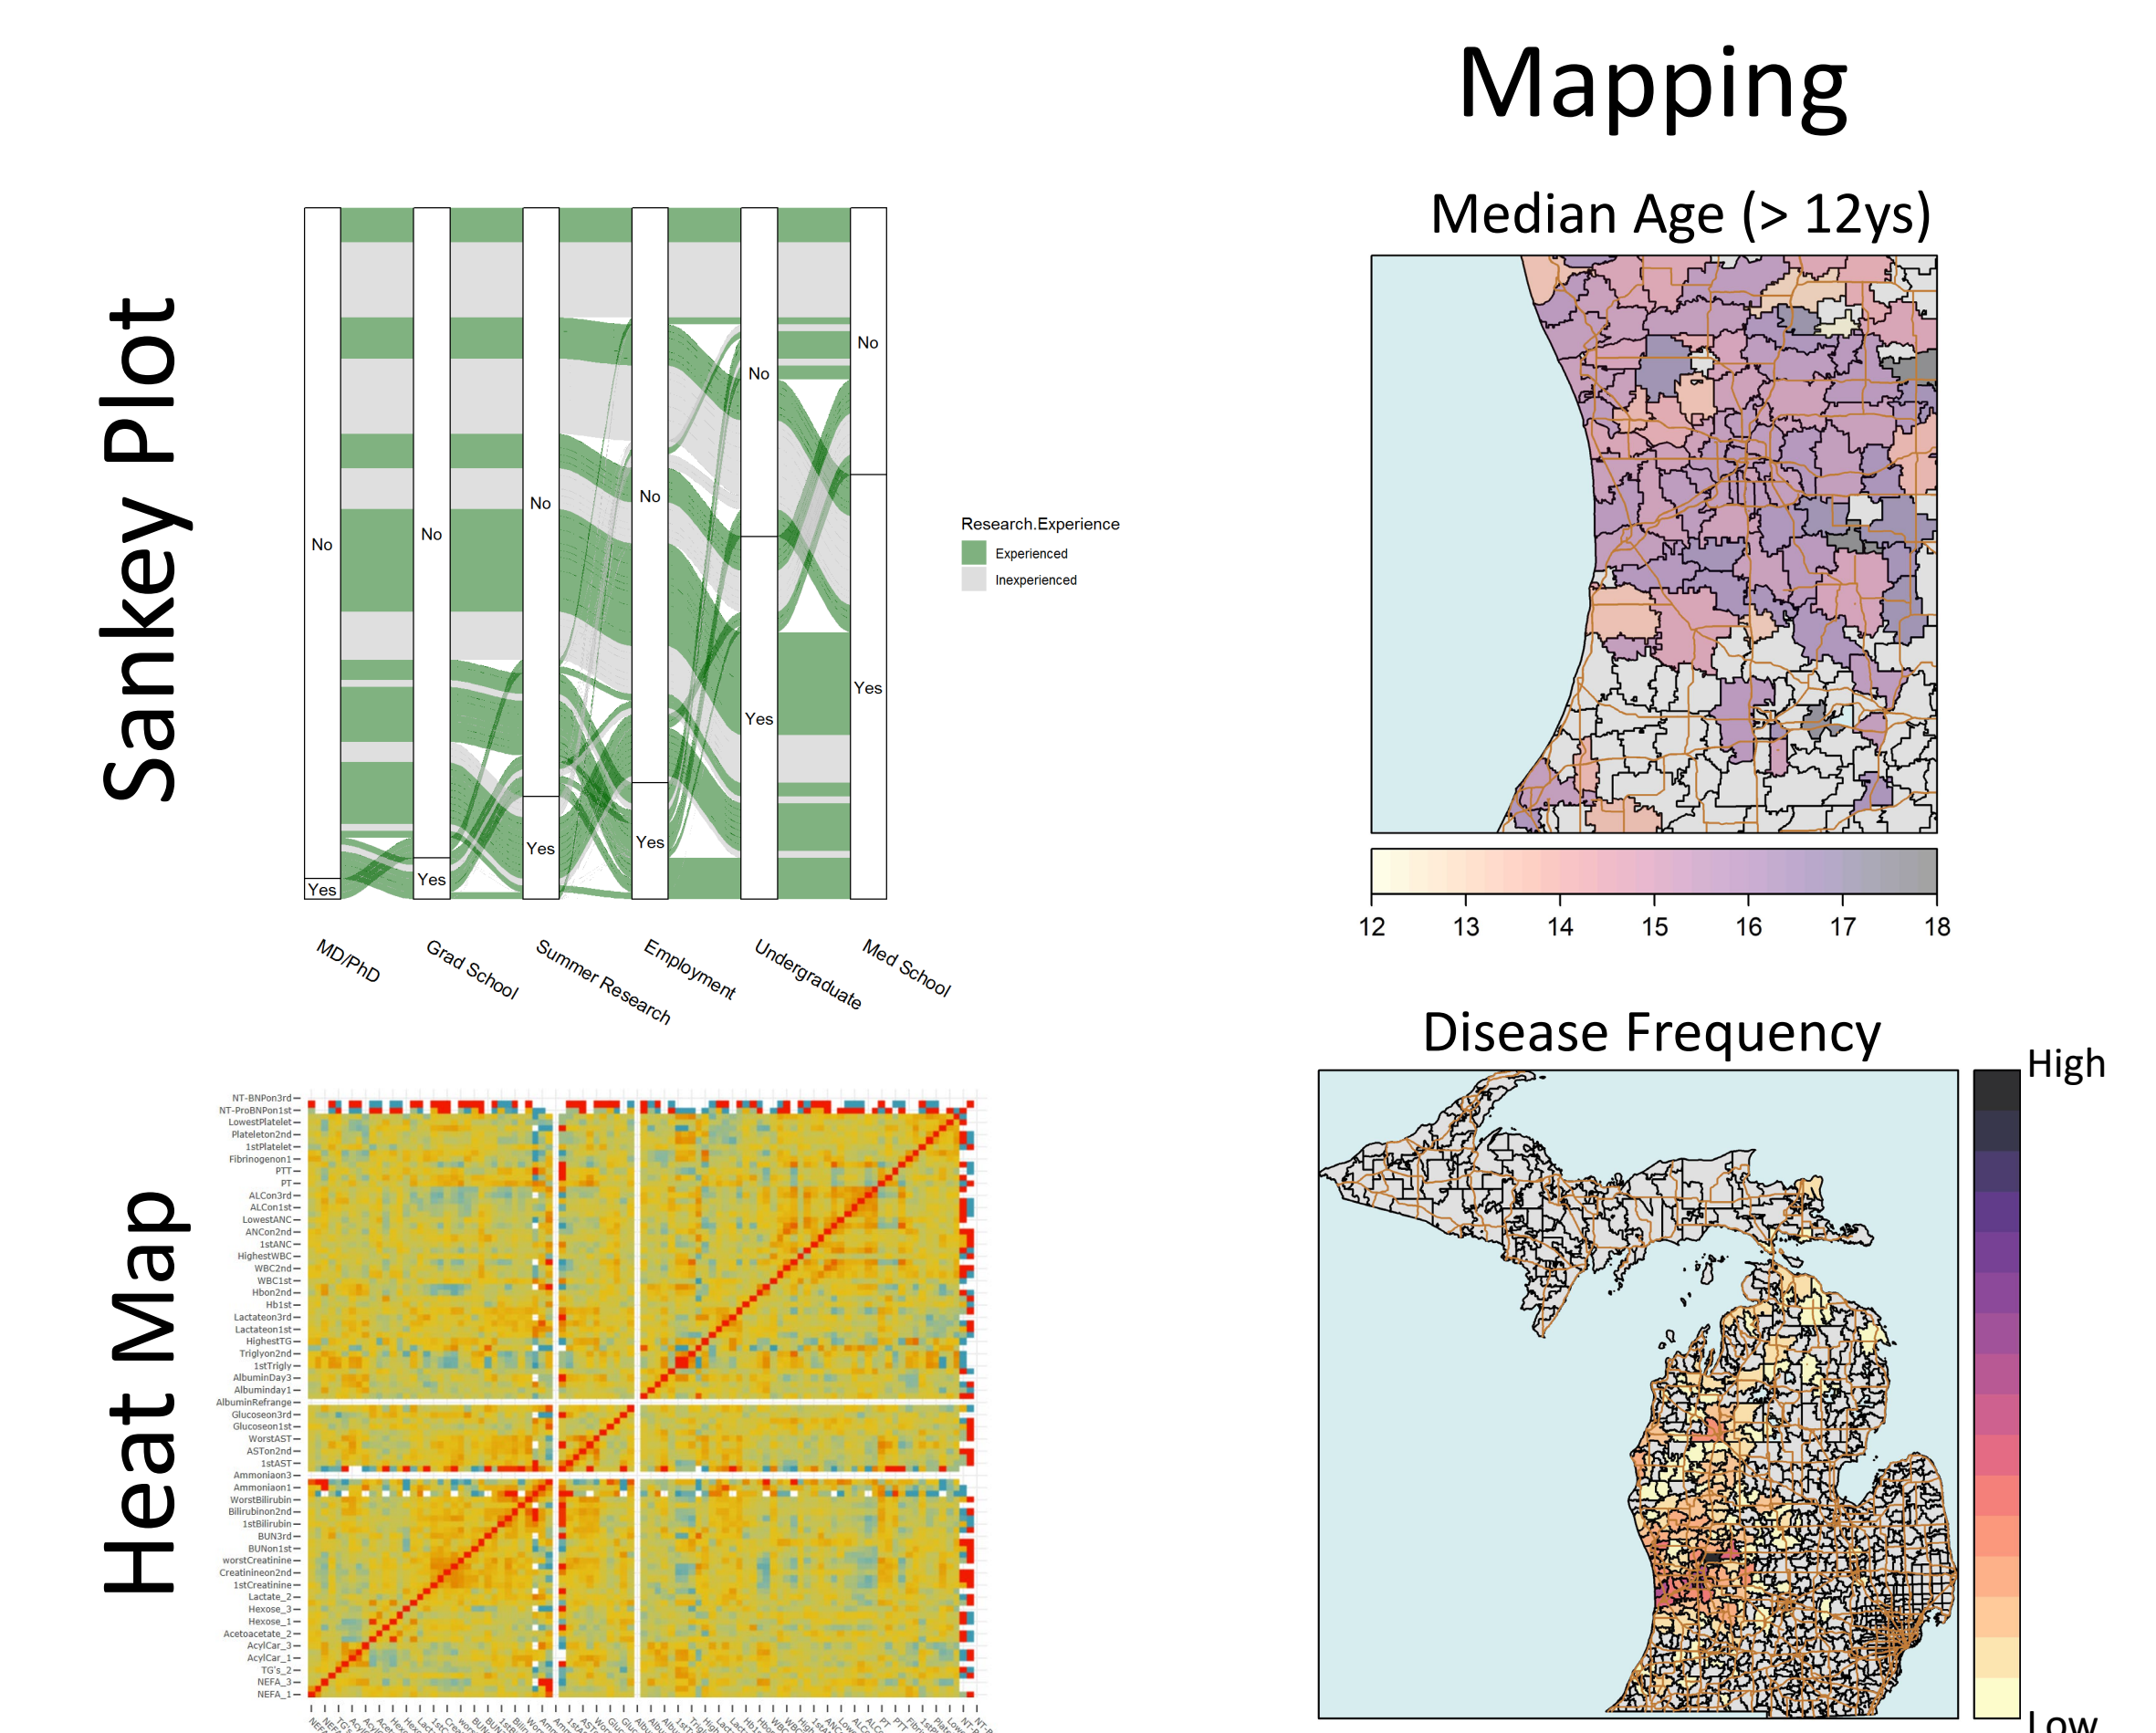 Mapping
Sankey Plot
No
Yes
No
Yes
No
Yes
No
Yes
No
Yes
No
Yes
Research.Experience
Experienced
Inexperienced
MD/PhD
Grad School
Summer Research
Employment
Undergraduate
Med School
Median Age (> 12ys)
12 13 14 15 16 17 18
Heat Map
NT-BNPon3rd
NT-ProBNPon1st
LowestPlatelet
Plateleton2nd
1stPlatelet
Fibrinogenon1
PTT
PT
ALCon3rd
ALCon1st
LowestANC
ANCon2nd
1stANC
HighestWBC
WBC2nd
WBC1st
Hbon2nd
Hb1st
Lactateon3rd
Lactateon1st
HighestTG
Triglyon2nd
1stTrigly
AlbuminDay3
Albuminday1
AlbuminRefrange
Glucoseon3rd
Glucoseon1st
WorstAST
ASTon2nd
1stAST
Ammoniaon3
Ammoniaon1
WorstBilirubin
Bilirubinon2nd
1stBilirubin
BUN3rd
BUNon1st
worstCreatinine
Creatinineon2nd
1stCreatinine
Lactate_2
Hexose_3
Hexose_1
Acetoacetate_2
AcylCar_3
AcylCar_1
TG's_2
NEFA_3
NEFA_1
Disease Frequency
High
Low